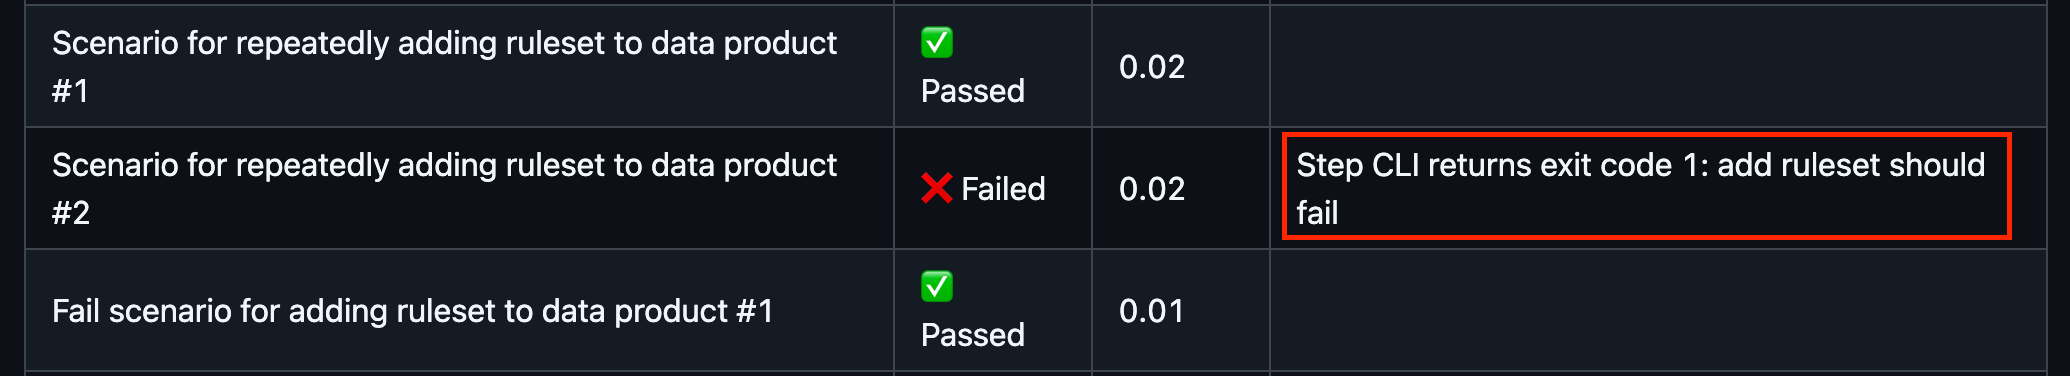 Scenario for repeatedly adding ruleset to data product
#1
✅
Passed
0.02
Scenario for repeatedly adding ruleset to data product
#2
❌ Failed
0.02
Step CLI returns exit code 1: add ruleset should
fail
Fail scenario for adding ruleset to data product #1
✅
Passed
0.01